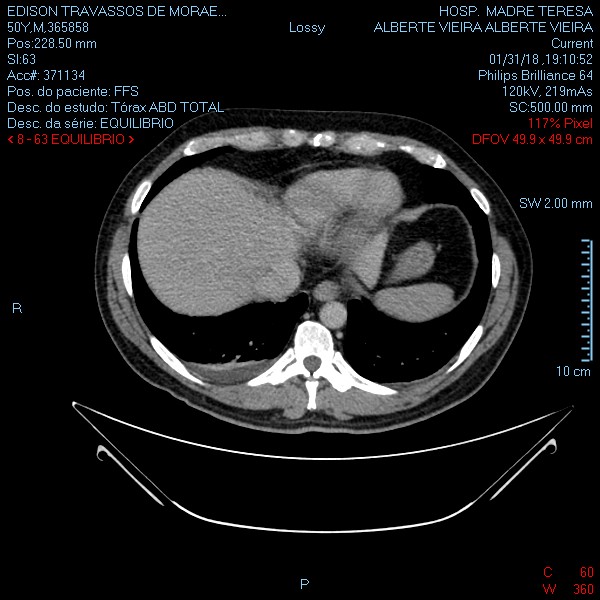 EDISON TRAVASSOS DE MORAE...
50Y,M,365858
Pos:228.50 mm
SI:63
Acc#: 371134
Pos. do paciente: FFS
Desc. do estudo: Tórax ABD TOTAL
Desc. da série: EQUILIBRIO
< 8 - 63 EQUILIBRIO >
Lossy
HOSP. MADRE TERESA
ALBERTE VIEIRA ALBERTE VIEIRA
Current
01/31/18 ,19:10:52
Philips Brilliance 64
120kV, 219mAs
SC:500.00 mm
117% Pixel
DFOV 49.9 x 49.9 cm
SW 2.00 mm
R
10 cm
P
C 60
W 360